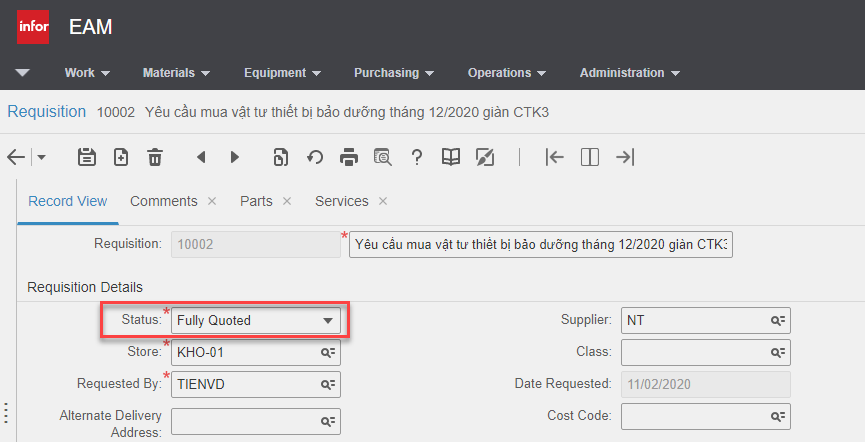 infor EAM
Work Materials Equipment Purchasing Operations Administration
Requisition 10002 Yêu cầu mua vật tư thiết bị bảo dưỡng tháng 12/2020 giàn CTK3
Record View Comments × Parts × Services ×
Requisition: 10002 * Yêu cầu mua vật tư thiết bị bảo dưỡng tháng 12/2020 giàn CTK3
Requisition Details
Status: * Fully Quoted Supplier: NT
Store: * KHO-01 Class:
Requested By: * TIENVD Date Requested: 11/02/2020
Alternate Delivery Address: Cost Code: